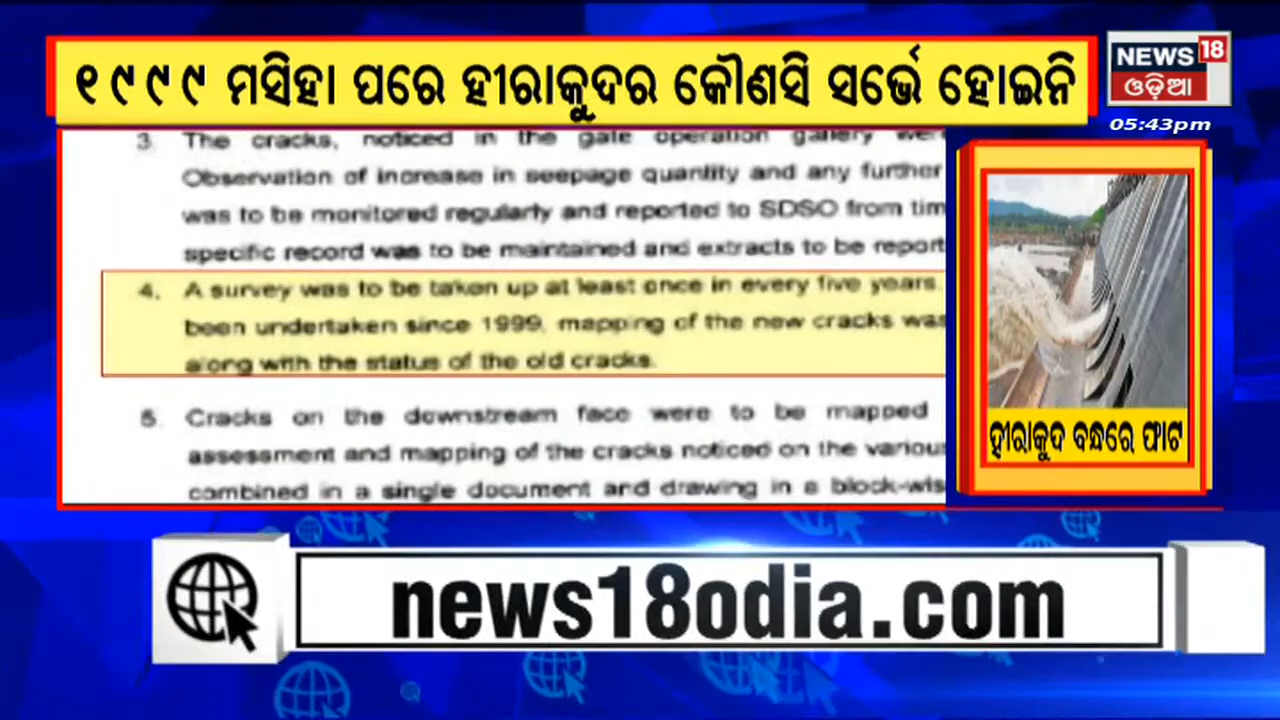 ୧୯୯୯ ମସିହା ପରେ ହୀରାକୁଦର କୌଣସି ସର୍ଭେ ହୋଇନି
NEWS 18
ଓଡ଼ିଆ
05:43pm
3. The cracks, noticed in the gate operation gallery wer
Observation of increase in seepage quantity and any further
was to be monitored regularly and reported to SDSO from tim
specific record was to be maintained and extracts to be report
4. A survey was to be taken up at least once in every five years.
been undertaken since 1999, mapping of the new cracks was
along with the status of the old cracks.
5. Cracks on the downstream face were to be mapped
assessment and mapping of the cracks noticed on the various
combined in a single document and drawing in a block-wis
ହୀରାକୁଦ ବନ୍ଧରେ ଫାଟ
news18odia.com